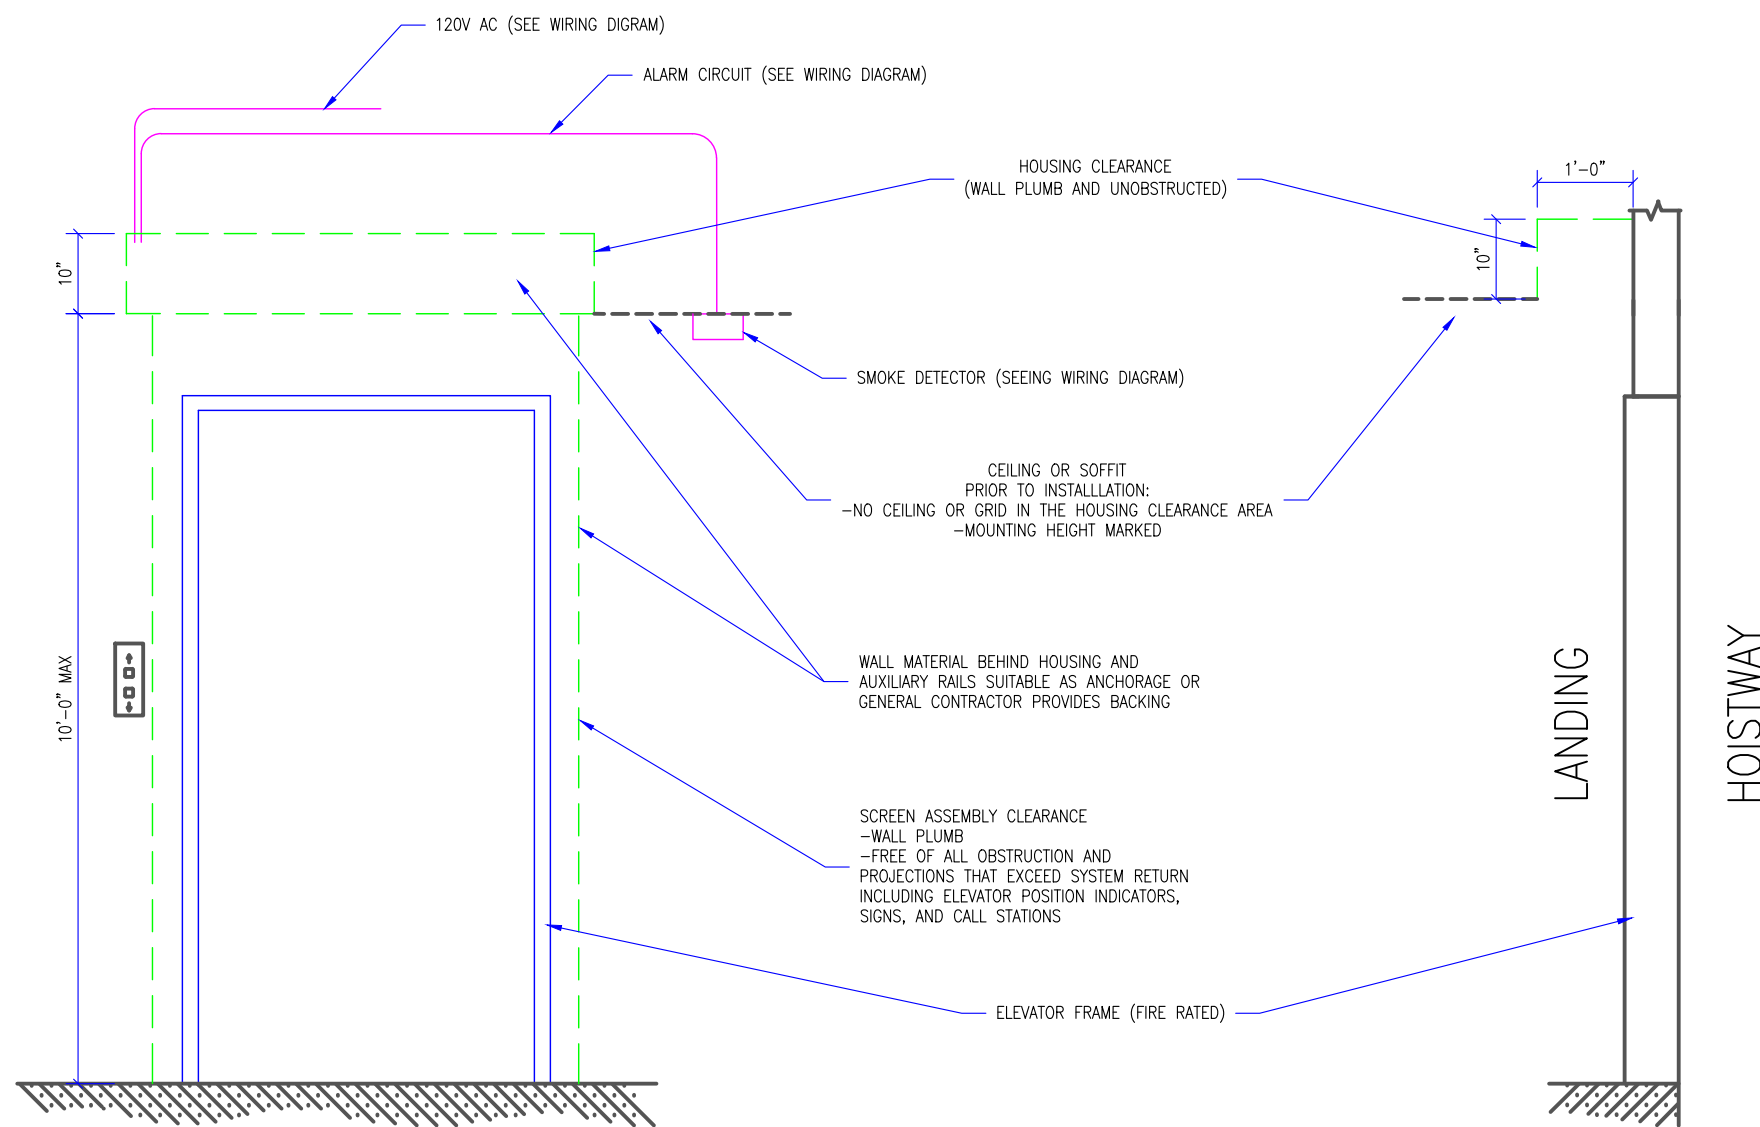 120V AC (SEE WIRING DIGRAM)
ALARM CIRCUIT (SEE WIRING DIAGRAM)
HOUSING CLEARANCE
(WALL PLUMB AND UNOBSTRUCTED)
1'-0"
10"
10"
SMOKE DETECTOR (SEEING WIRING DIAGRAM)
CEILING OR SOFFIT
PRIOR TO INSTALLLATION:
-NO CEILING OR GRID IN THE HOUSING CLEARANCE AREA
-MOUNTING HEIGHT MARKED
10'-0" MAX
WALL MATERIAL BEHIND HOUSING AND
AUXILIARY RAILS SUITABLE AS ANCHORAGE OR
GENERAL CONTRACTOR PROVIDES BACKING
LANDING
HOISTWAY
SCREEN ASSEMBLY CLEARANCE
-WALL PLUMB
-FREE OF ALL OBSTRUCTION AND
PROJECTIONS THAT EXCEED SYSTEM RETURN
INCLUDING ELEVATOR POSITION INDICATORS,
SIGNS, AND CALL STATIONS
ELEVATOR FRAME (FIRE RATED)